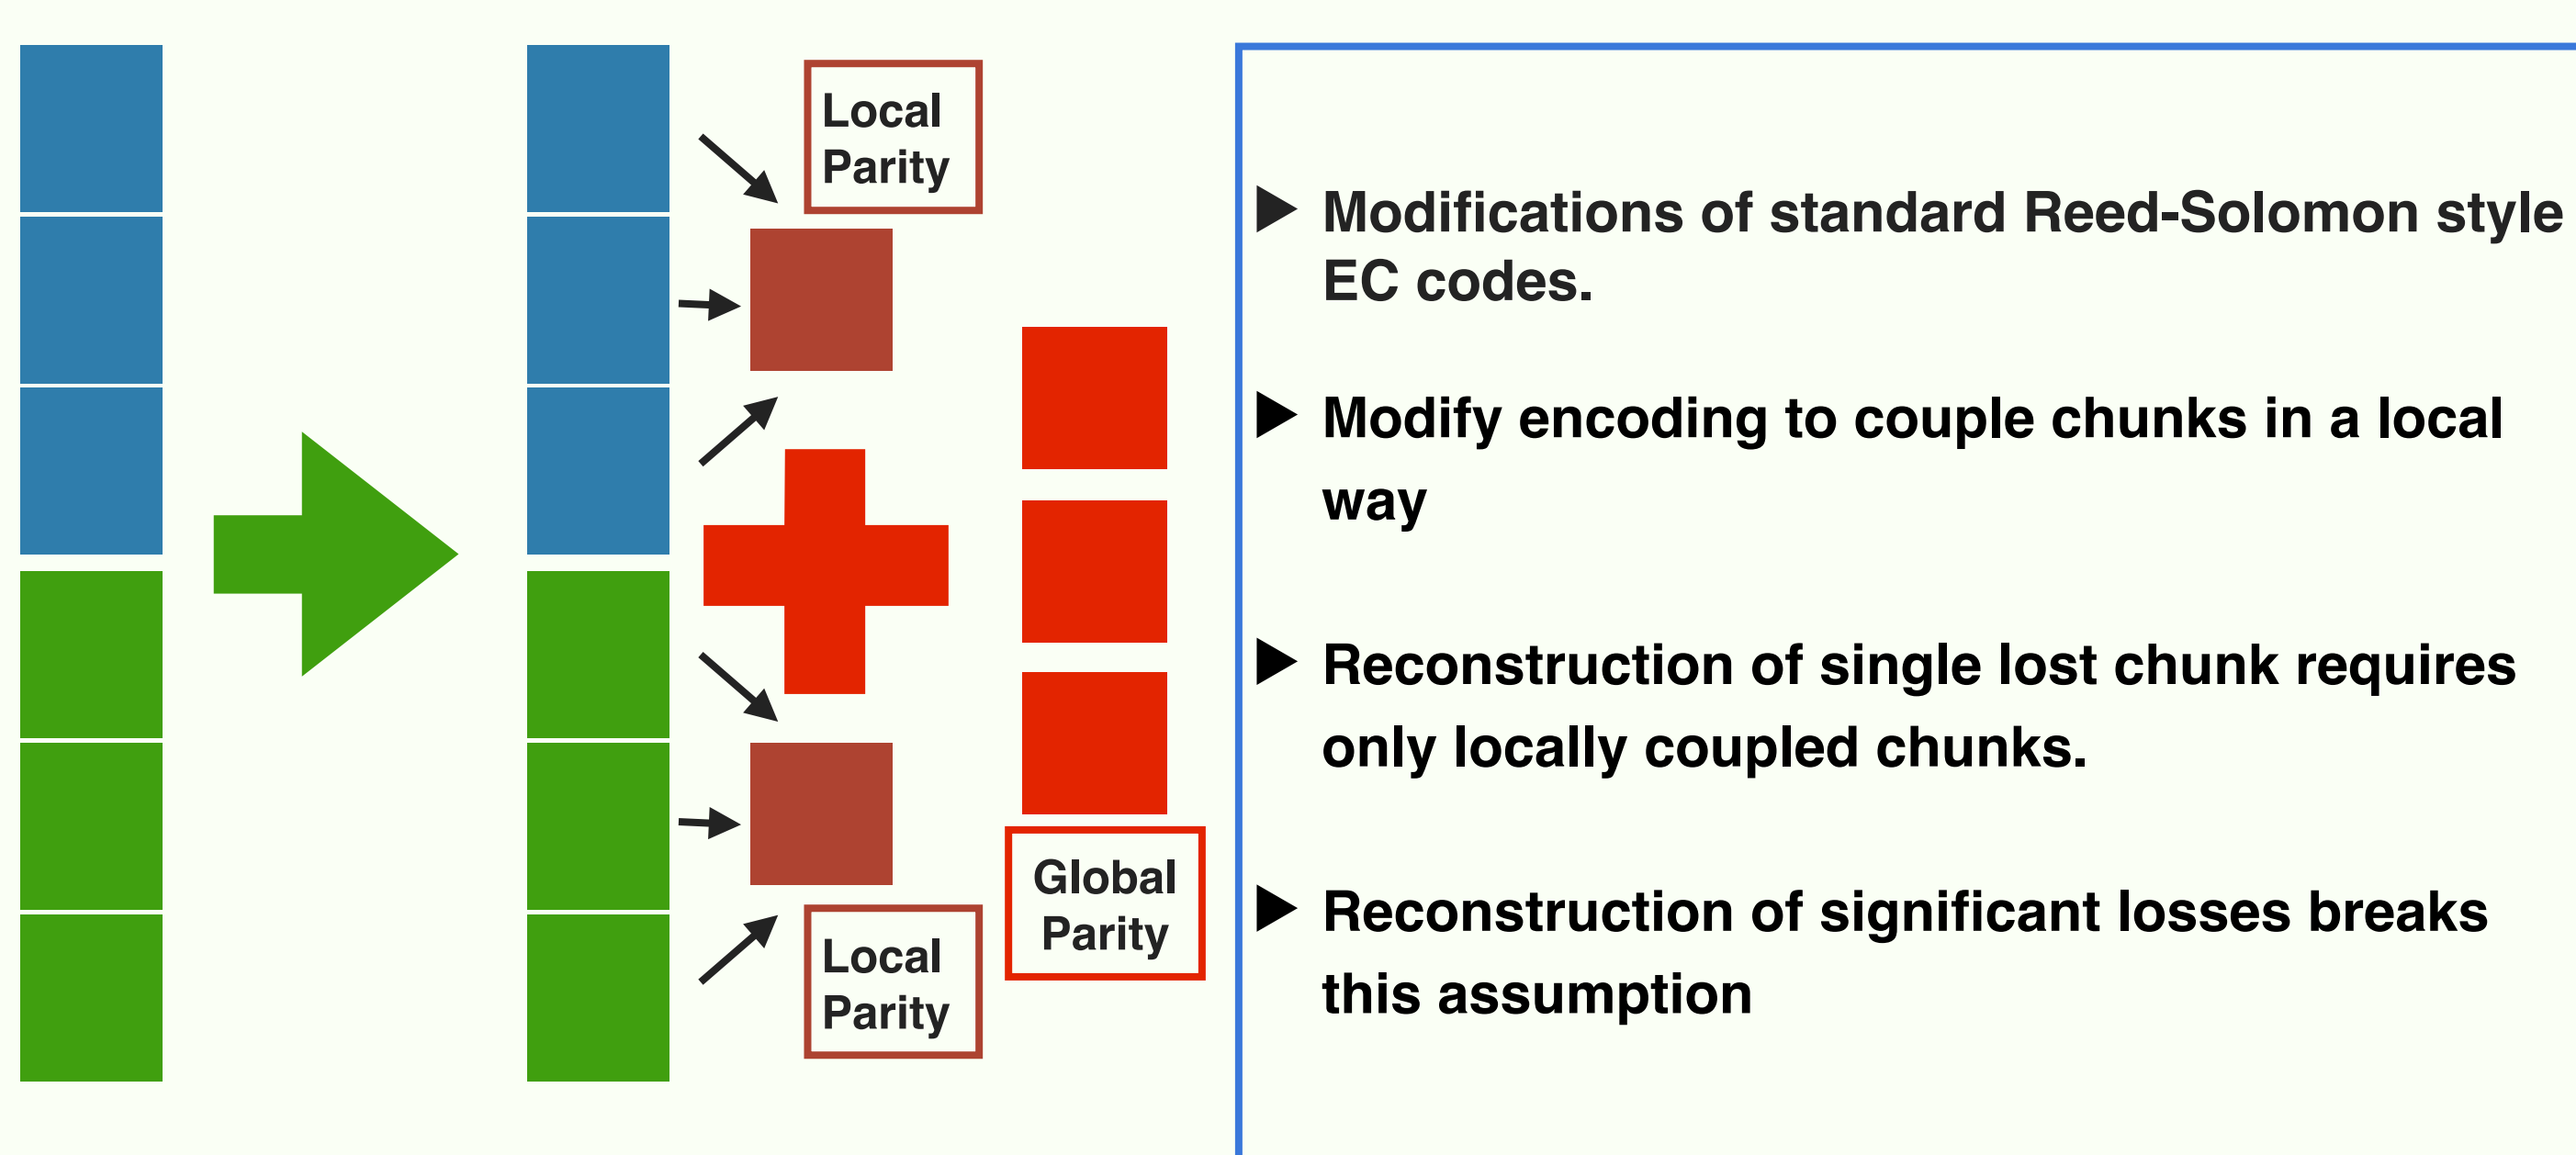 Local
Parity
Global
Parity
Local
Parity
▶ Modifications of standard Reed-Solomon style
EC codes.
▶ Modify encoding to couple chunks in a local
way
▶ Reconstruction of single lost chunk requires
only locally coupled chunks.
▶ Reconstruction of significant losses breaks
this assumption